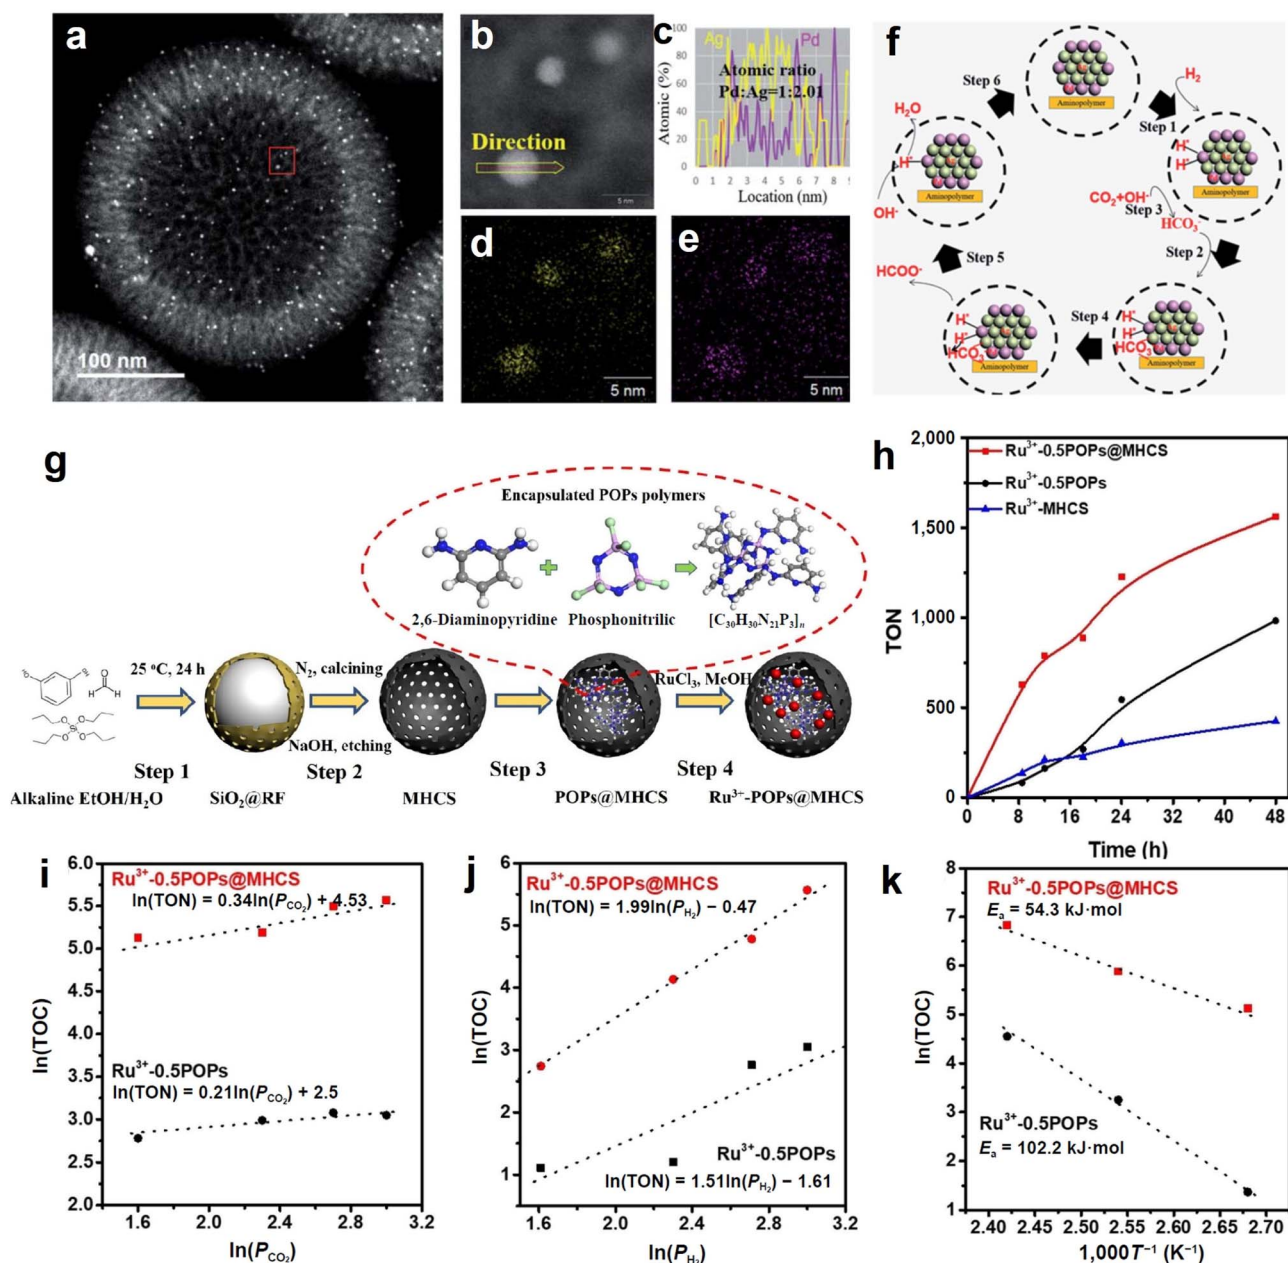 a
100 nm
b
Direction
5 nm
c
Ag
Pd
Atomic ratio
Pd:Ag=1:2.01
Atomic (%)
100
80
60
40
20
0
0 1 2 3 4 5 6 7 8 9
Location (nm)
d
5 nm
e
5 nm
f
Aminopolymer
Step 6
H₂
Step 1
H₂O
H*
Aminopolymer
H*
H*
Aminopolymer
OH⁻
CO₂+OH⁻
Step 3
HCO₃⁻
Step 2
HCOO⁻
Step 5
Step 4
H*
H*
HCO₃
Aminopolymer
H*
H*
HCO₃
Aminopolymer
g
Encapsulated POPs polymers
2,6-Diaminopyridine
Phosphonitrilic
[C₃₀H₃₀N₂₁P₃]ₙ
25 °C, 24 h
N₂, calcining
RuCl₃, MeOH
NaOH, etching
Step 1
Step 2
Step 3
Step 4
Alkaline EtOH/H₂O
SiO₂@RF
MHCS
POPs@MHCS
Ru³⁺-POPs@MHCS
h
Ru³⁺-0.5POPs@MHCS
Ru³⁺-0.5POPs
Ru³⁺-MHCS
TON
2,000
1,500
1,000
500
0
0 8 16 24 32 40 48
Time (h)
i
Ru³⁺-0.5POPs@MHCS
ln(TON) = 0.34ln(P_CO₂) + 4.53
Ru³⁺-0.5POPs
ln(TON) = 0.21ln(P_CO₂) + 2.5
ln(TOC)
6.0
5.5
5.0
4.5
4.0
3.5
3.0
2.5
2.0
1.6 2.0 2.4 2.8 3.2
ln(P_CO₂)
j
Ru³⁺-0.5POPs@MHCS
ln(TON) = 1.99ln(P_H₂) − 0.47
Ru³⁺-0.5POPs
ln(TON) = 1.51ln(P_H₂) − 1.61
ln(TOC)
6
5
4
3
2
1
1.6 2.0 2.4 2.8 3.2
ln(P_H₂)
k
Ru³⁺-0.5POPs@MHCS
Eₐ = 54.3 kJ·mol
Ru³⁺-0.5POPs
Eₐ = 102.2 kJ·mol
ln(TOC)
8
7
6
5
4
3
2
1
2.40 2.45 2.50 2.55 2.60 2.65 2.70
1,000T⁻¹ (K⁻¹)